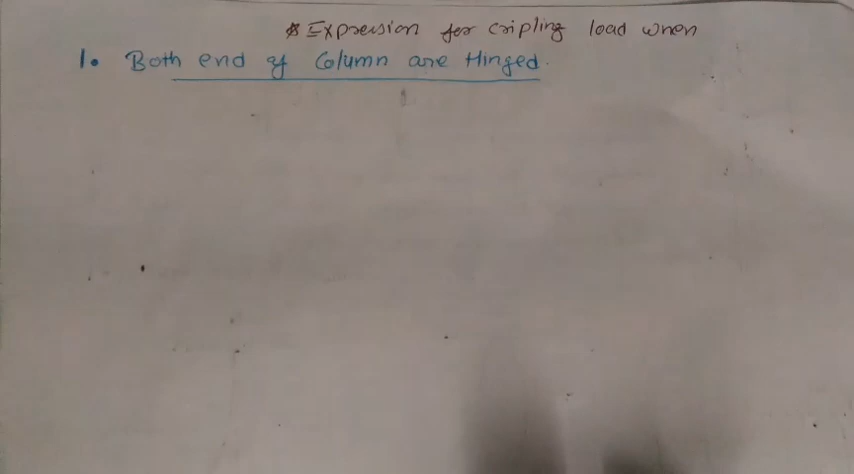 * Expression for cripling load when
1. Both end of Column are Hinged.